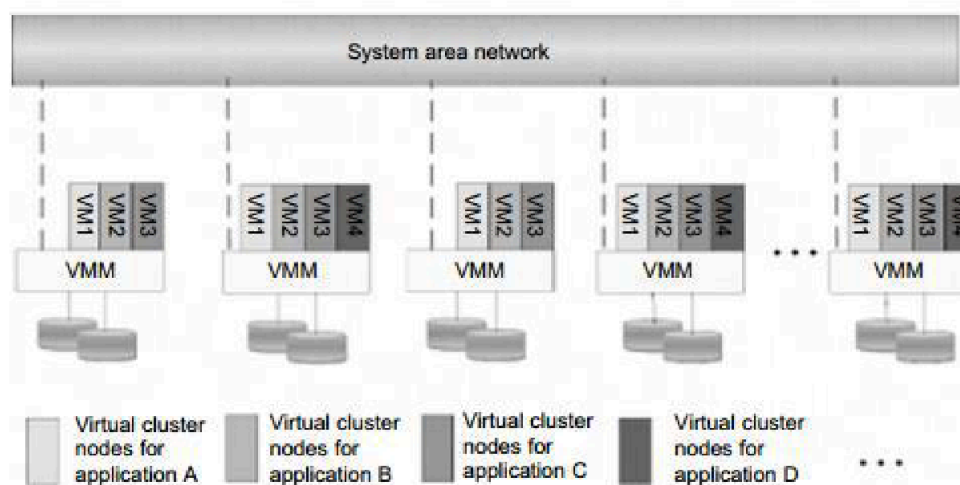 System area network
VM1 VM2 VM3
VM1 VM2 VM3 VM4
VM1 VM2 VM3
VM1 VM2 VM3 VM4
VM1 VM2 VM3 VM4
VMM
VMM
VMM
VMM
• • •
VMM
Virtual cluster
nodes for
application A
Virtual cluster
nodes for
application B
Virtual cluster
nodes for
application C
Virtual cluster
nodes for
application D
• • •